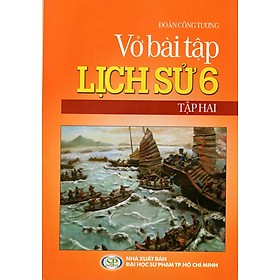 ĐOÀN CÔNG TƯƠNG
Vở bài tập
LỊCH SỬ 6
TẬP HAI
SP
NHÀ XUẤT BẢN
ĐẠI HỌC SƯ PHẠM TP. HỒ CHÍ MINH